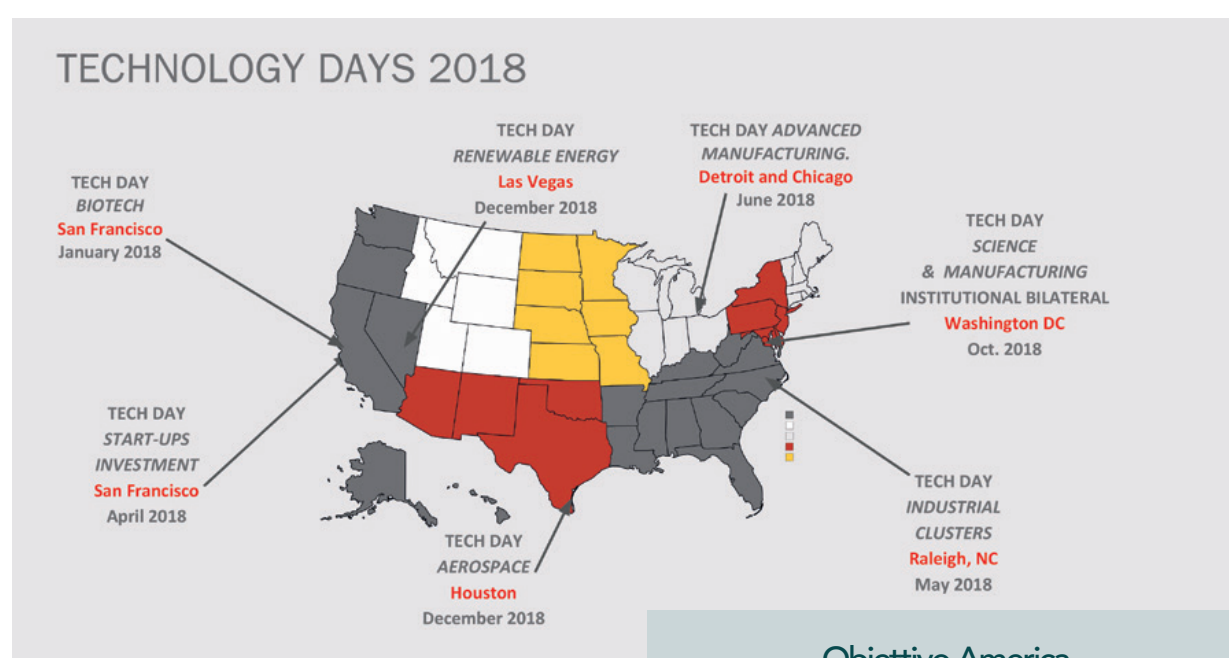 TECHNOLOGY DAYS 2018
TECH DAY
BIOTECH
San Francisco
January 2018
TECH DAY
RENEWABLE ENERGY
Las Vegas
December 2018
TECH DAY ADVANCED
MANUFACTURING.
Detroit and Chicago
June 2018
TECH DAY
SCIENCE
& MANUFACTURING
INSTITUTIONAL BILATERAL
Washington DC
Oct. 2018
TECH DAY
START-UPS
INVESTMENT
San Francisco
April 2018
TECH DAY
AEROSPACE
Houston
December 2018
TECH DAY
INDUSTRIAL
CLUSTERS
Raleigh, NC
May 2018
Obiettivo America